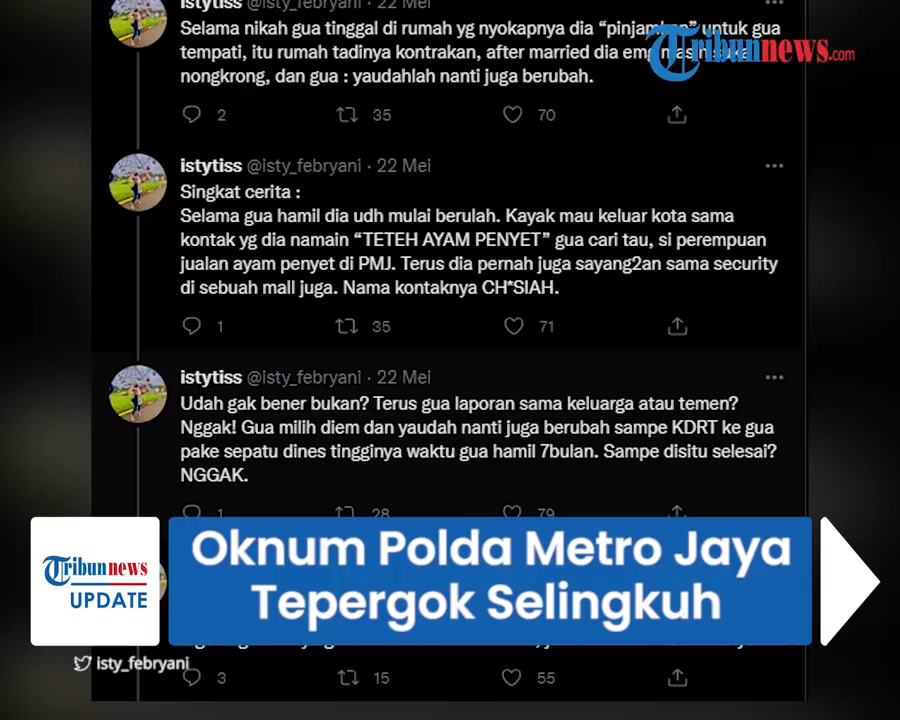 istytiss @isty_febryani · 22 Mei
Selama nikah gua tinggal di rumah yg nyokapnya dia “pinjamkan” untuk gua
tempati, itu rumah tadinya kontrakan, after married dia emg masih suka
nongkrong, dan gua : yaudahlah nanti juga berubah.
2 35 70
Tribunnews.com
istytiss @isty_febryani · 22 Mei
Singkat cerita :
Selama gua hamil dia udh mulai berulah. Kayak mau keluar kota sama
kontak yg dia namain “TETEH AYAM PENYET” gua cari tau, si perempuan
jualan ayam penyet di PMJ. Terus dia pernah juga sayang2an sama security
di sebuah mall juga. Nama kontaknya CH*SIAH.
1 35 71
istytiss @isty_febryani · 22 Mei
Udah gak bener bukan? Terus gua laporan sama keluarga atau temen?
Nggak! Gua milih diem dan yaudah nanti juga berubah sampe KDRT ke gua
pake sepatu dines tingginya waktu gua hamil 7bulan. Sampe disitu selesai?
NGGAK.
1 28 79
Tribunnews
UPDATE
Oknum Polda Metro Jaya
Tepergok Selingkuh
isty_febryani
3 15 55